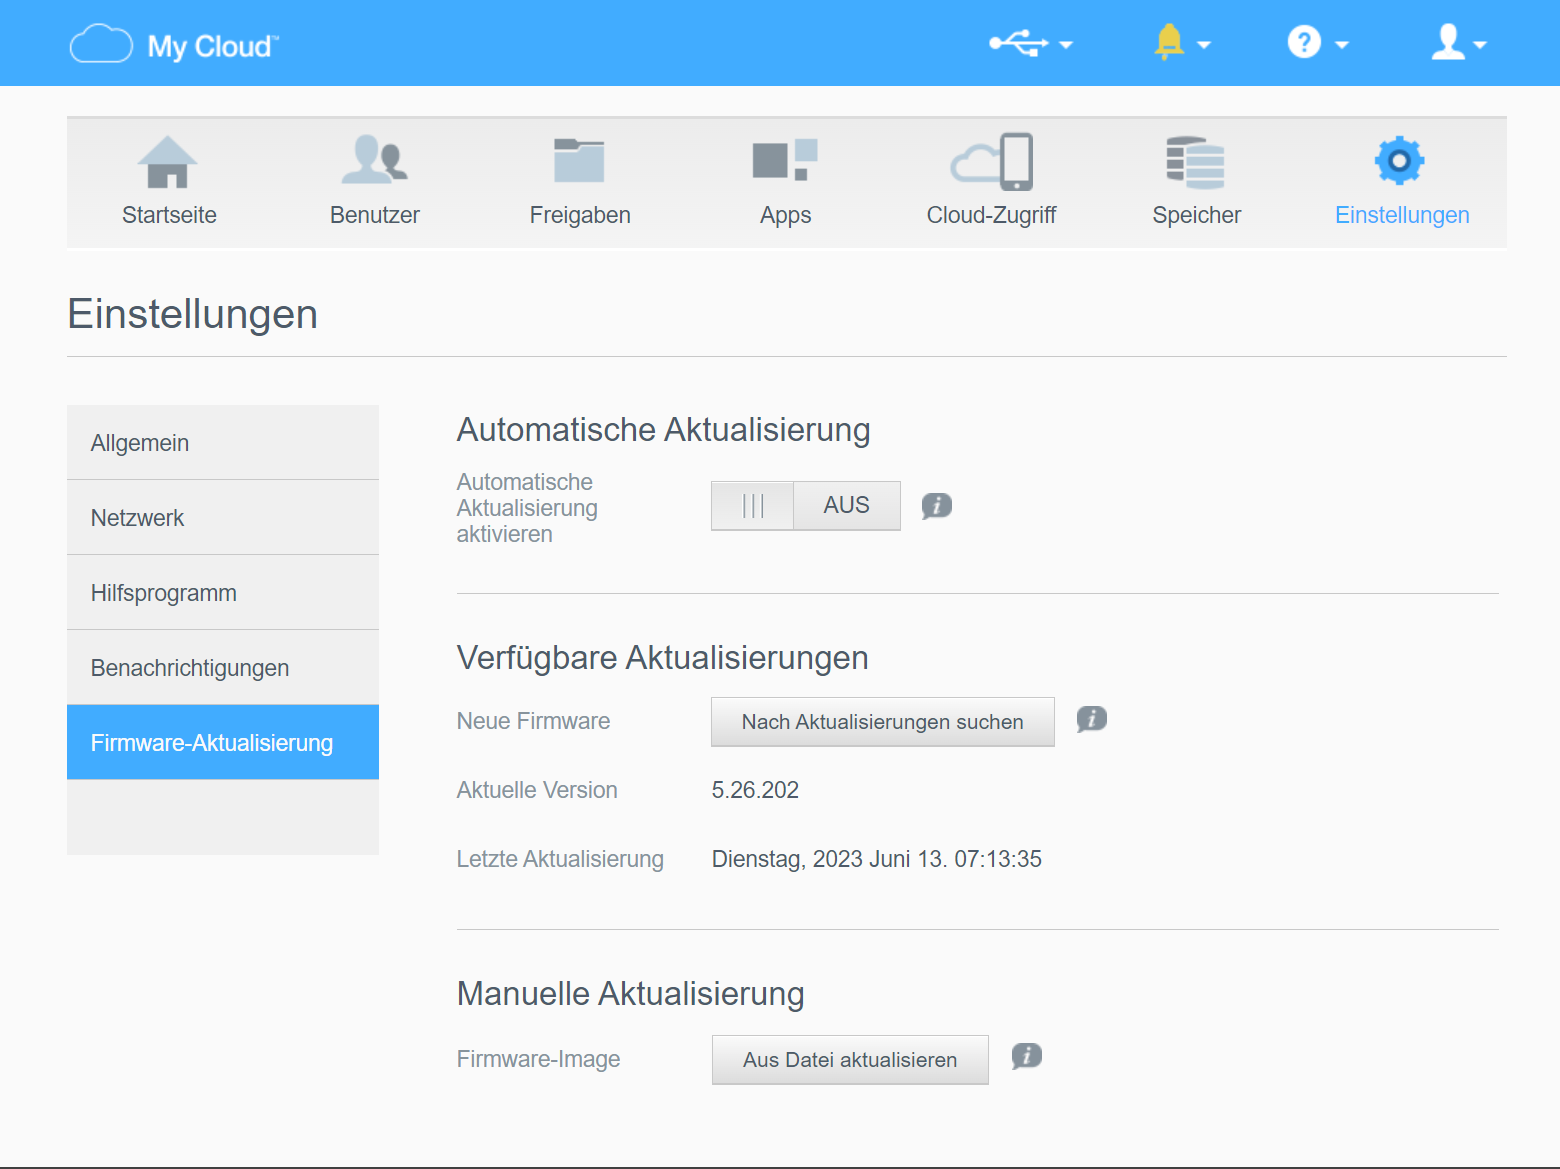 My Cloud™
Startseite
Benutzer
Freigaben
Apps
Cloud-Zugriff
Speicher
Einstellungen
Einstellungen
Allgemein
Netzwerk
Hilfsprogramm
Benachrichtigungen
Firmware-Aktualisierung
Automatische Aktualisierung
Automatische
Aktualisierung
aktivieren
AUS
Verfügbare Aktualisierungen
Neue Firmware
Nach Aktualisierungen suchen
Aktuelle Version
5.26.202
Letzte Aktualisierung
Dienstag, 2023 Juni 13. 07:13:35
Manuelle Aktualisierung
Firmware-Image
Aus Datei aktualisieren